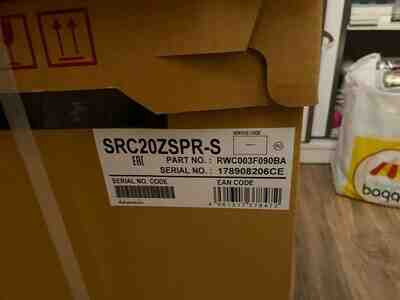 SRC20ZSPR-S
SERVICE CODE
EAC
PART NO. : RWC003F090BA
SERIAL NO. : 178908206CE
SERIAL NO. CODE
EAN CODE